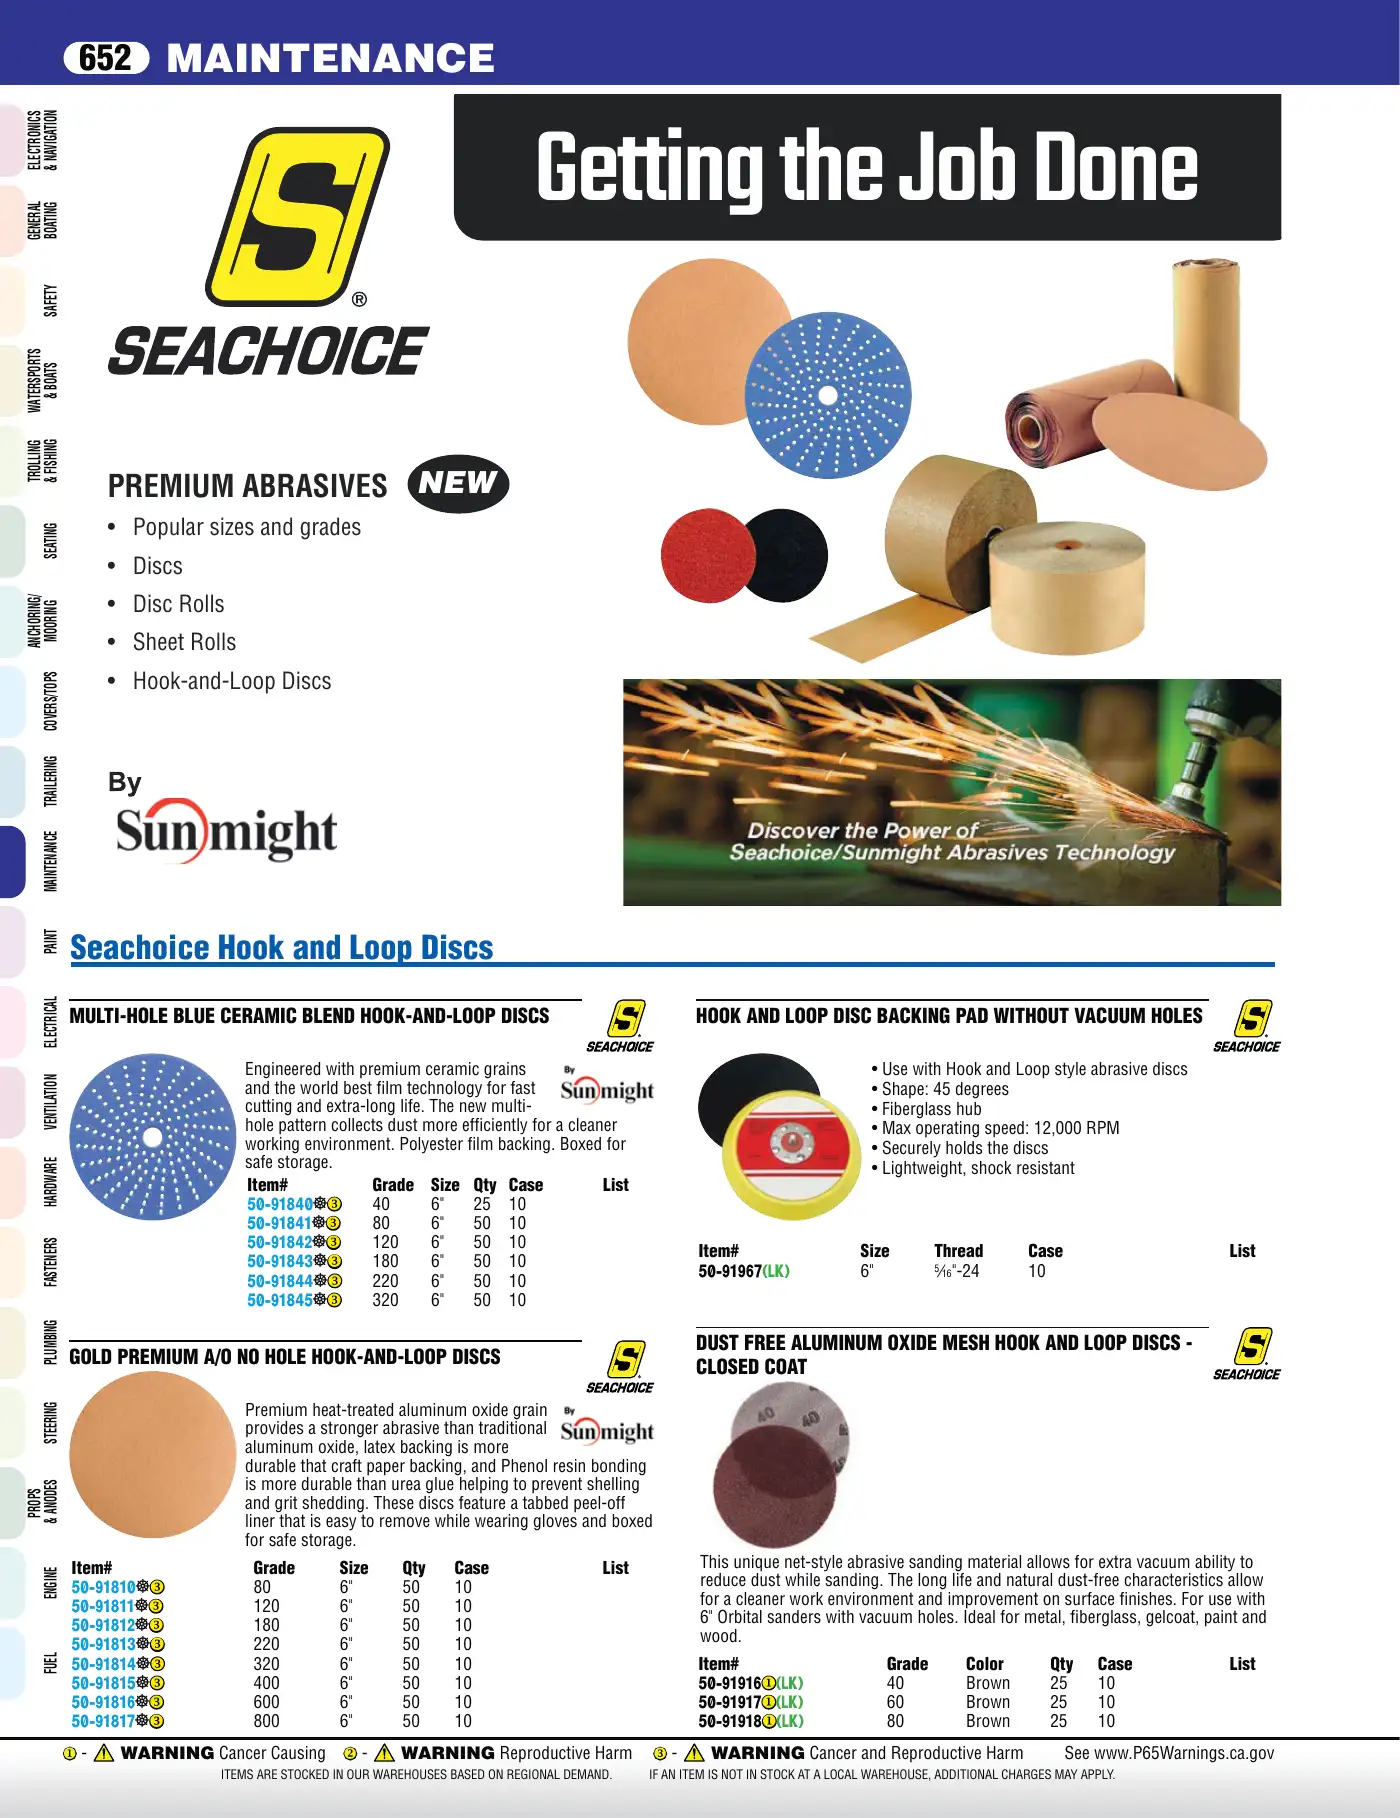 652 MAINTENANCE
ELECTRONICS
& NAVIGATION
GENERAL
BOATING
SAFETY
WATERSPORTS
& BOATS
TROLLING
& FISHING
SEATING
ANCHORING/
MOORING
COVERS/TOPS
TRAILERING
MAINTENANCE
PAINT
ELECTRICAL
VENTILATION
HARDWARE
FASTENERS
PLUMBING
STEERING
PROPS
& ANODES
ENGINE
FUEL
Getting the Job Done
S
®
SEACHOICE
PREMIUM ABRASIVES NEW
• Popular sizes and grades
• Discs
• Disc Rolls
• Sheet Rolls
• Hook-and-Loop Discs
By
Sunmight
Discover the Power of
Seachoice/Sunmight Abrasives Technology
Seachoice Hook and Loop Discs
MULTI-HOLE BLUE CERAMIC BLEND HOOK-AND-LOOP DISCS
S
SEACHOICE
By
Sunmight
Engineered with premium ceramic grains
and the world best film technology for fast
cutting and extra-long life. The new multi-
hole pattern collects dust more efficiently for a cleaner
working environment. Polyester film backing. Boxed for
safe storage.
Item# Grade Size Qty Case List
50-91840 3 40 6" 25 10
50-91841 3 80 6" 50 10
50-91842 3 120 6" 50 10
50-91843 3 180 6" 50 10
50-91844 3 220 6" 50 10
50-91845 3 320 6" 50 10
GOLD PREMIUM A/O NO HOLE HOOK-AND-LOOP DISCS
S
SEACHOICE
By
Sunmight
Premium heat-treated aluminum oxide grain
provides a stronger abrasive than traditional
aluminum oxide, latex backing is more
durable that craft paper backing, and Phenol resin bonding
is more durable than urea glue helping to prevent shelling
and grit shedding. These discs feature a tabbed peel-off
liner that is easy to remove while wearing gloves and boxed
for safe storage.
Item# Grade Size Qty Case List
50-91810 3 80 6" 50 10
50-91811 3 120 6" 50 10
50-91812 3 180 6" 50 10
50-91813 3 220 6" 50 10
50-91814 3 320 6" 50 10
50-91815 3 400 6" 50 10
50-91816 3 600 6" 50 10
50-91817 3 800 6" 50 10
HOOK AND LOOP DISC BACKING PAD WITHOUT VACUUM HOLES
S
SEACHOICE
• Use with Hook and Loop style abrasive discs
• Shape: 45 degrees
• Fiberglass hub
• Max operating speed: 12,000 RPM
• Securely holds the discs
• Lightweight, shock resistant
Item# Size Thread Case List
50-91967(LK) 6" 5⁄16"-24 10
DUST FREE ALUMINUM OXIDE MESH HOOK AND LOOP DISCS -
CLOSED COAT
S
SEACHOICE
40 40
This unique net-style abrasive sanding material allows for extra vacuum ability to
reduce dust while sanding. The long life and natural dust-free characteristics allow
for a cleaner work environment and improvement on surface finishes. For use with
6" Orbital sanders with vacuum holes. Ideal for metal, fiberglass, gelcoat, paint and
wood.
Item# Grade Color Qty Case List
50-91916 1 (LK) 40 Brown 25 10
50-91917 1 (LK) 60 Brown 25 10
50-91918 1 (LK) 80 Brown 25 10
1 - ⚠ WARNING Cancer Causing 2 - ⚠ WARNING Reproductive Harm 3 - ⚠ WARNING Cancer and Reproductive Harm See www.P65Warnings.ca.gov
ITEMS ARE STOCKED IN OUR WAREHOUSES BASED ON REGIONAL DEMAND. IF AN ITEM IS NOT IN STOCK AT A LOCAL WAREHOUSE, ADDITIONAL CHARGES MAY APPLY.